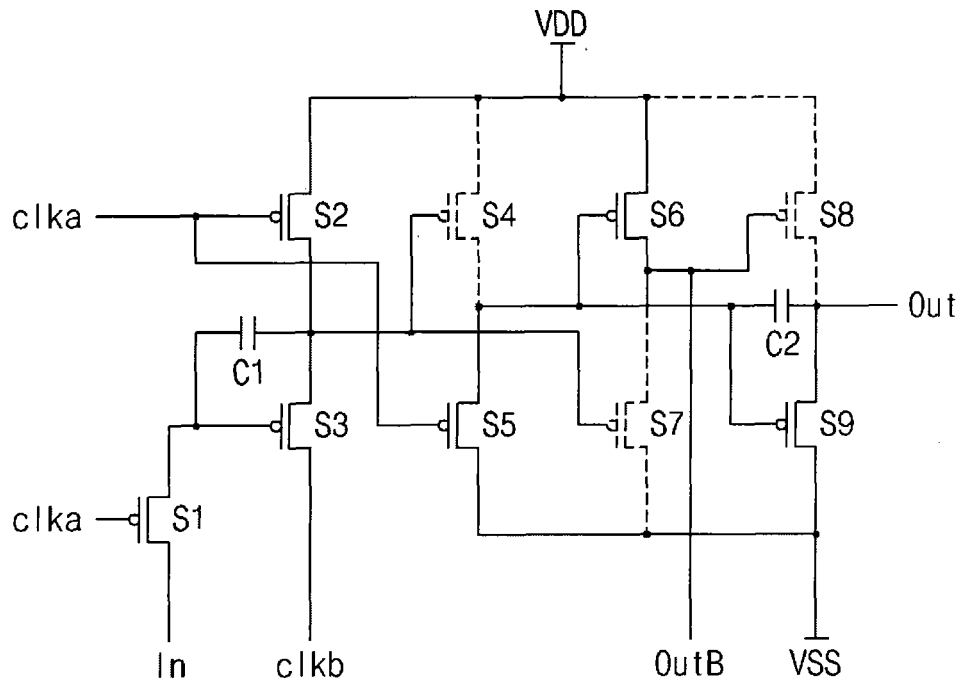 VDD
clka
S2
S4
S6
S8
Out
C1
C2
S3
S5
S7
S9
clka
S1
In
clkb
OutB
VSS